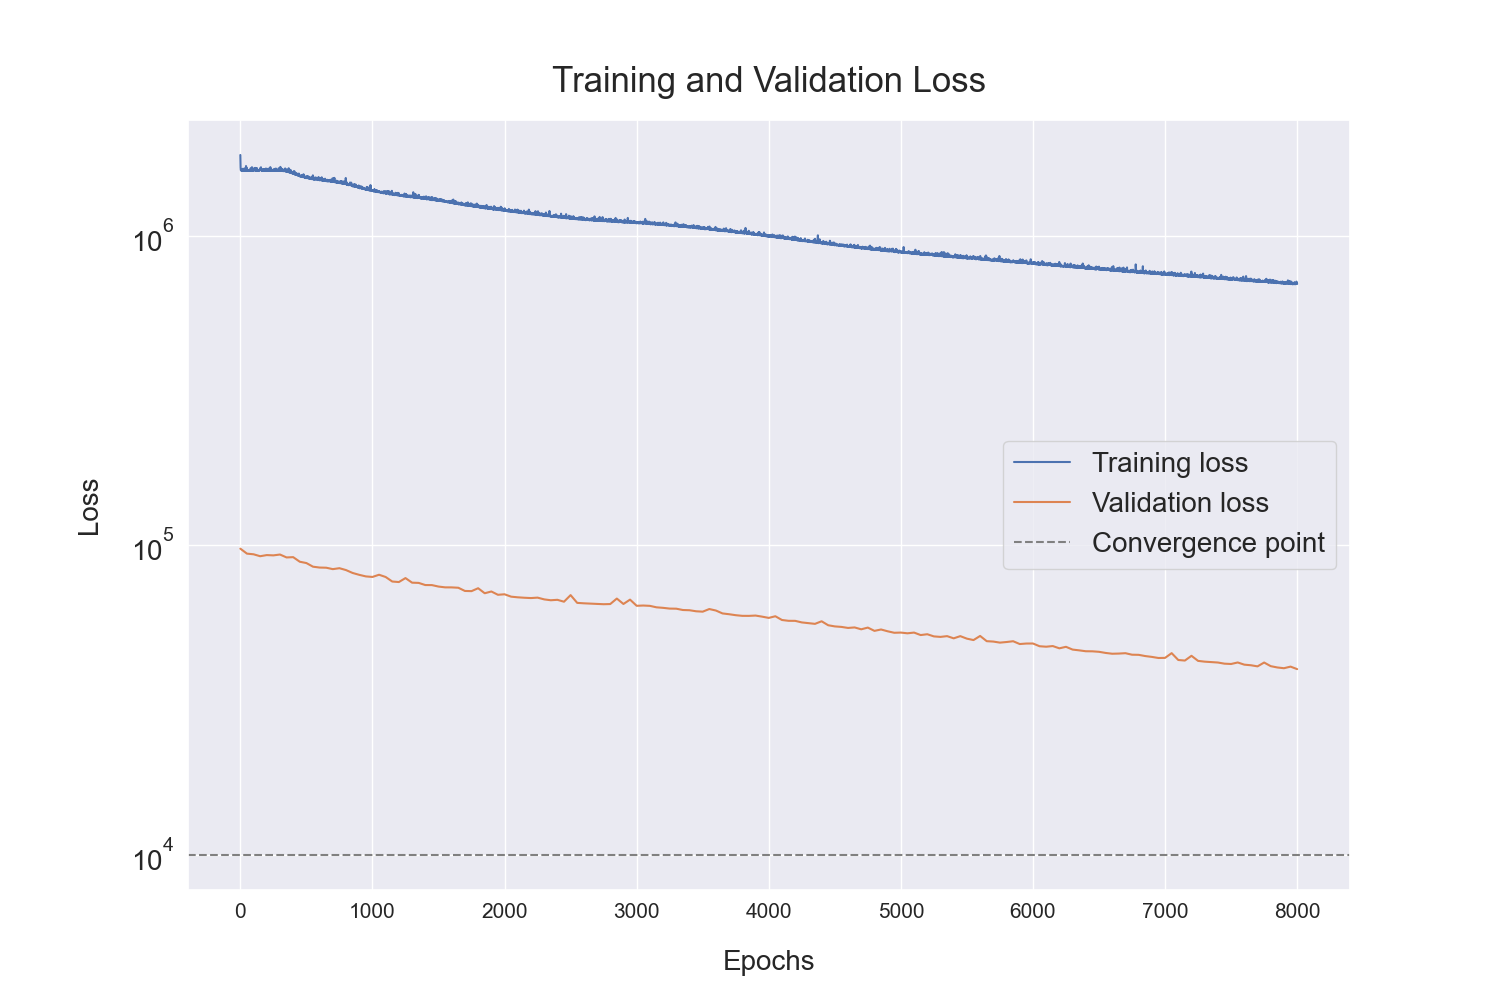 Training and Validation Loss
10^6
10^5
10^4
Loss
Training loss
Validation loss
Convergence point
0 1000 2000 3000 4000 5000 6000 7000 8000
Epochs